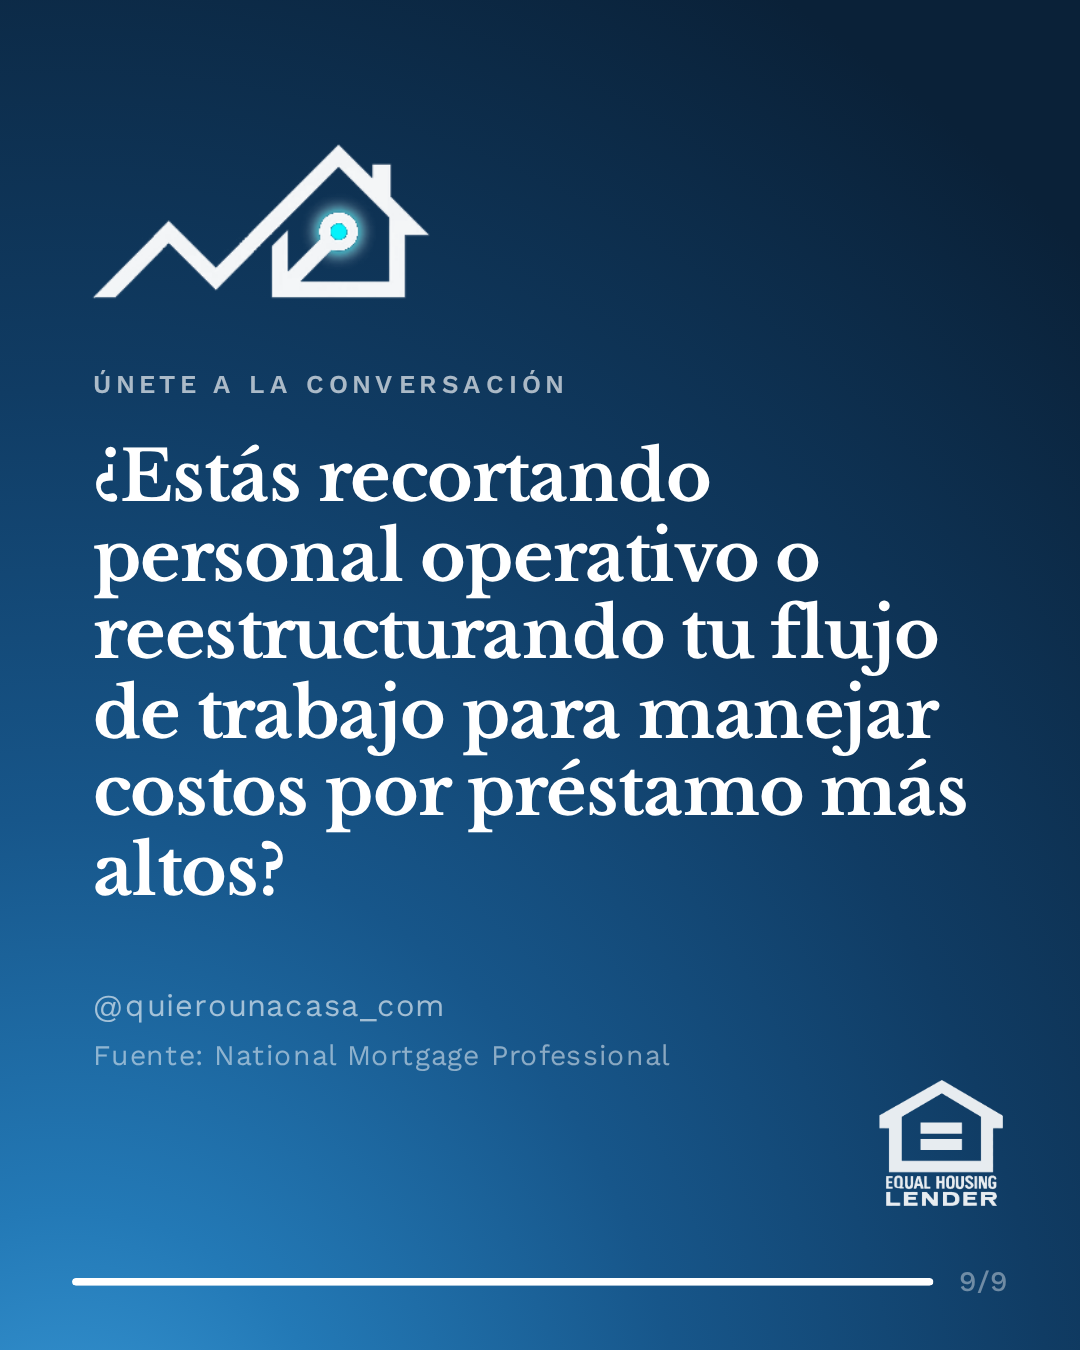 ÚNETE A LA CONVERSACIÓN
¿Estás recortando
personal operativo o
reestructurando tu flujo
de trabajo para manejar
costos por préstamo más
altos?
@quierounacasa_com
Fuente: National Mortgage Professional
EQUAL HOUSING
LENDER
9/9